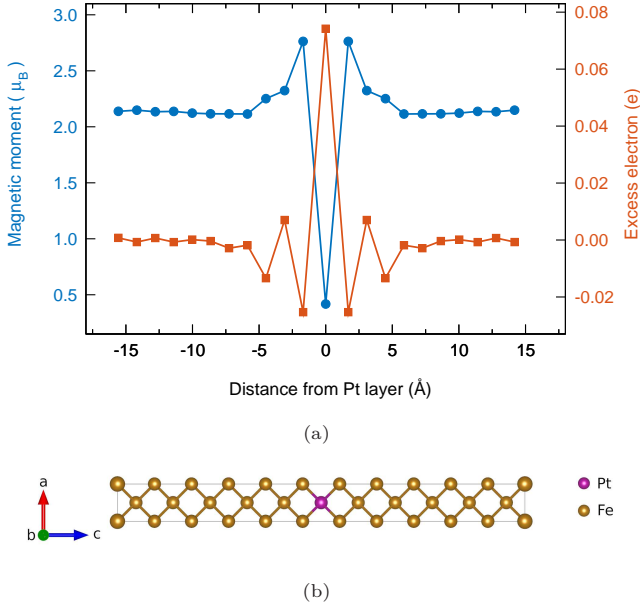 3.0
2.5
2.0
1.5
1.0
0.5
Magnetic moment ( μB )
0.08
0.06
0.04
0.02
0.00
-0.02
Excess electron (e)
-15 -10 -5 0 5 10 15
Distance from Pt layer (Å)
(a)
a
b c
Pt
Fe
(b)